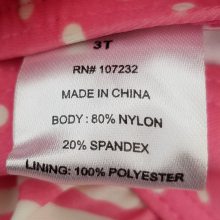 3T
RN# 107232
MADE IN CHINA
BODY: 80% NYLON
20% SPANDEX
LINING: 100% POLYESTER